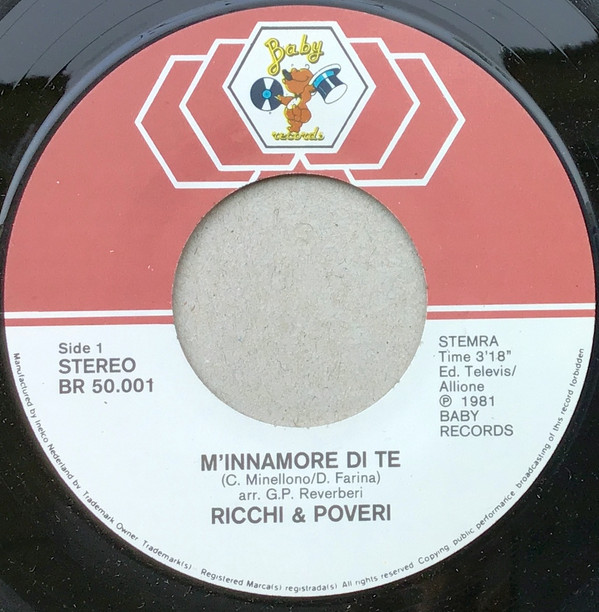 Baby
records
Side 1
STEREO
BR 50.001
STEMRA
Time 3'18"
Ed. Televis/
Allione
℗ 1981
BABY
RECORDS
M'INNAMORE DI TE
(C. Minellono/D. Farina)
arr. G.P. Reverberi
RICCHI & POVERI
Manufactured by Inelco Nederland by Trademark Owner Trademark(s). Registered Marca(s) registrada(s) All rights reserved Copying, public performance broadcasting of this record forbidden